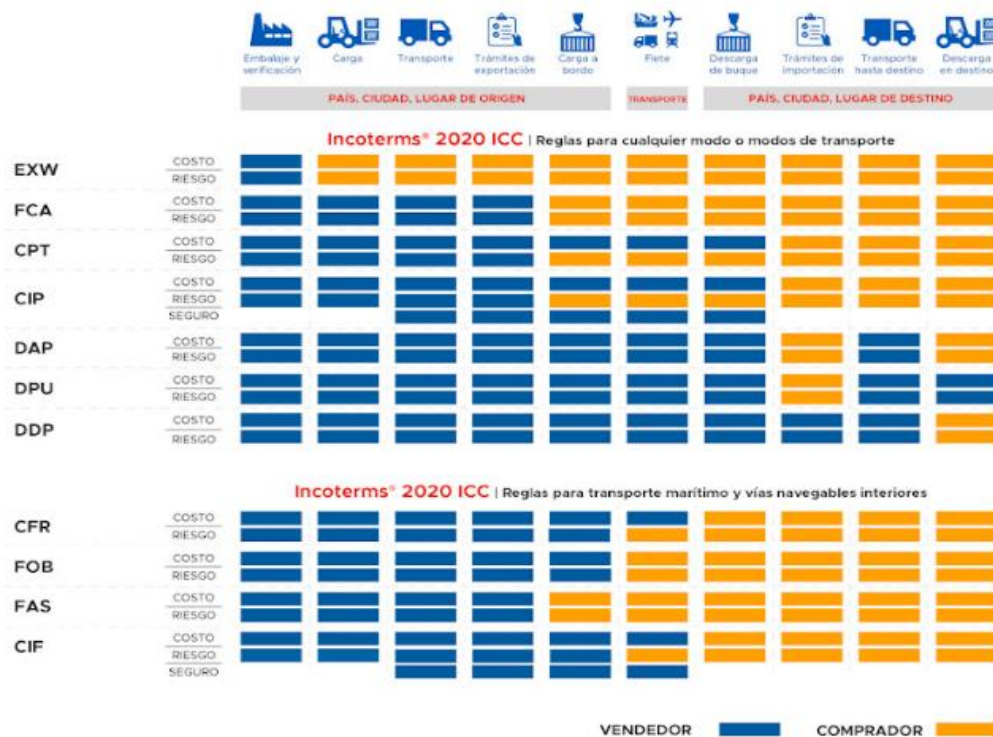 Embalaje y verificación
Carga
Transporte
Trámites de exportación
Carga a bordo
Flete
Descarga de buque
Trámites de importación
Transporte hasta destino
Descarga en destino
PAÍS, CIUDAD, LUGAR DE ORIGEN
TRANSPORTE
PAÍS, CIUDAD, LUGAR DE DESTINO
Incoterms® 2020 ICC | Reglas para cualquier modo o modos de transporte
EXW
COSTO
RIESGO
FCA
COSTO
RIESGO
CPT
COSTO
RIESGO
CIP
COSTO
RIESGO
SEGURO
DAP
COSTO
RIESGO
DPU
COSTO
RIESGO
DDP
COSTO
RIESGO
Incoterms® 2020 ICC | Reglas para transporte marítimo y vías navegables interiores
CFR
COSTO
RIESGO
FOB
COSTO
RIESGO
FAS
COSTO
RIESGO
CIF
COSTO
RIESGO
SEGURO
VENDEDOR
COMPRADOR